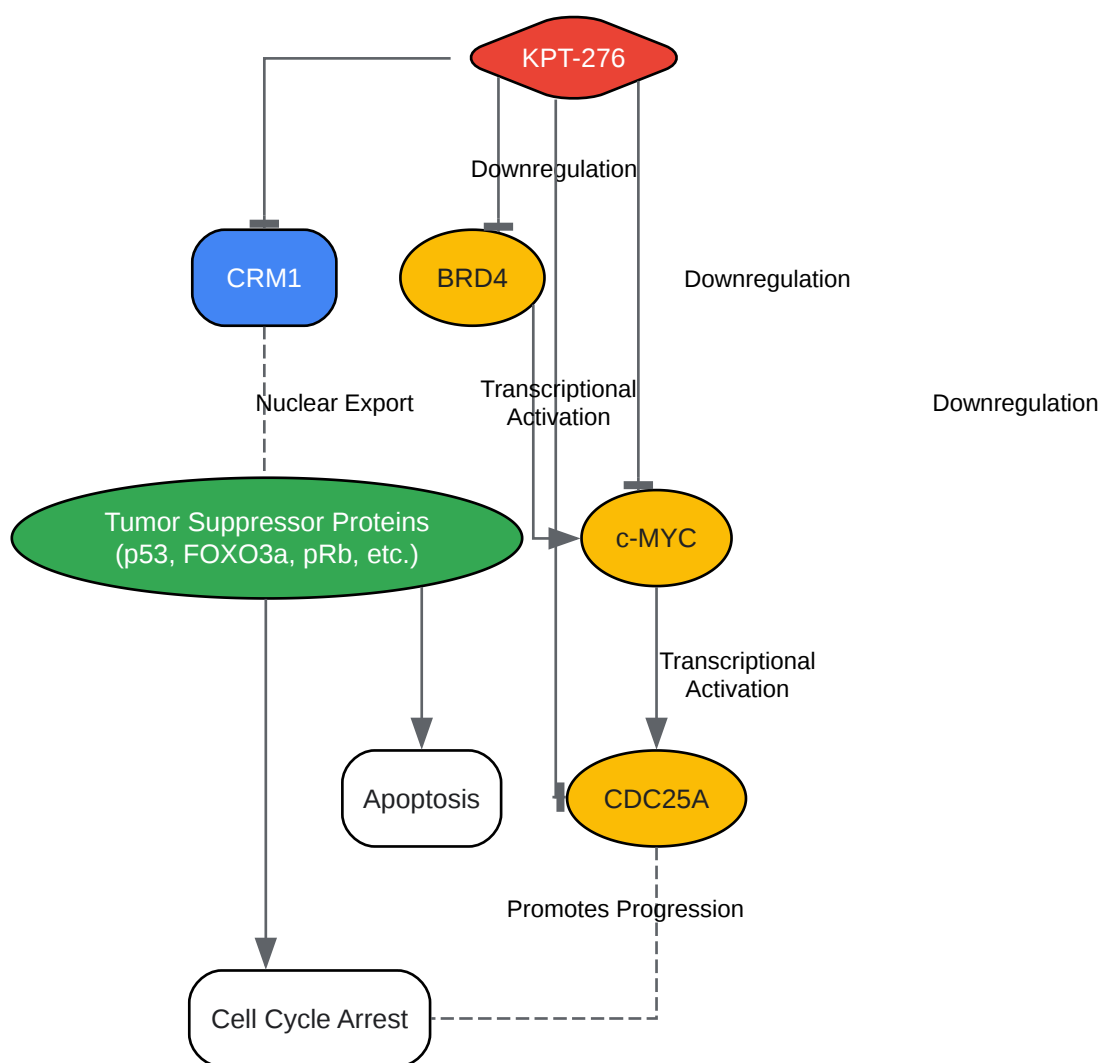 KPT-276
Downregulation
CRM1
BRD4
Downregulation
Nuclear Export
Transcriptional
Activation
Downregulation
Tumor Suppressor Proteins
(p53, FOXO3a, pRb, etc.)
c-MYC
Transcriptional
Activation
Apoptosis
CDC25A
Promotes Progression
Cell Cycle Arrest